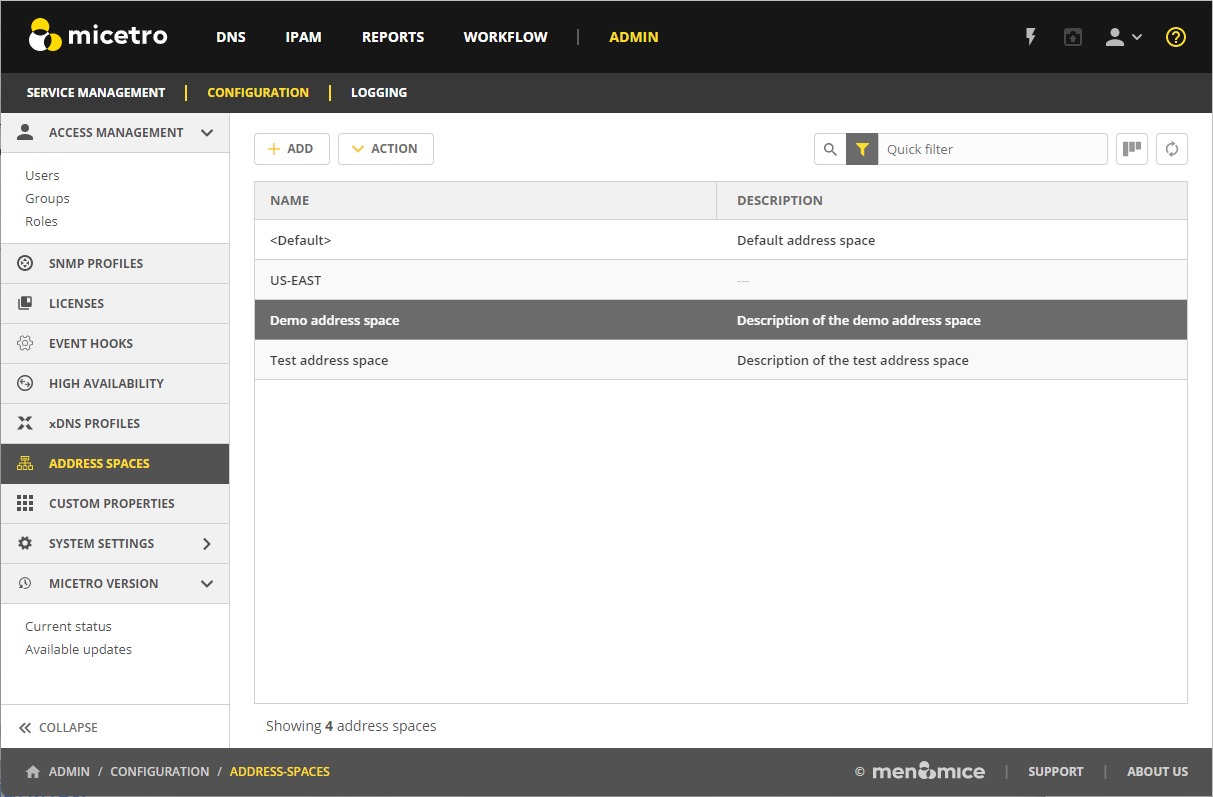 micetro DNS IPAM REPORTS WORKFLOW | ADMIN
SERVICE MANAGEMENT | CONFIGURATION | LOGGING
ACCESS MANAGEMENT
Users
Groups
Roles
SNMP PROFILES
LICENSES
EVENT HOOKS
HIGH AVAILABILITY
xDNS PROFILES
ADDRESS SPACES
CUSTOM PROPERTIES
SYSTEM SETTINGS
MICETRO VERSION
Current status
Available updates
COLLAPSE
ADD ACTION Quick filter
NAME DESCRIPTION
<Default> Default address space
US-EAST ---
Demo address space Description of the demo address space
Test address space Description of the test address space
Showing 4 address spaces
ADMIN / CONFIGURATION / ADDRESS-SPACES © men&mice | SUPPORT | ABOUT US